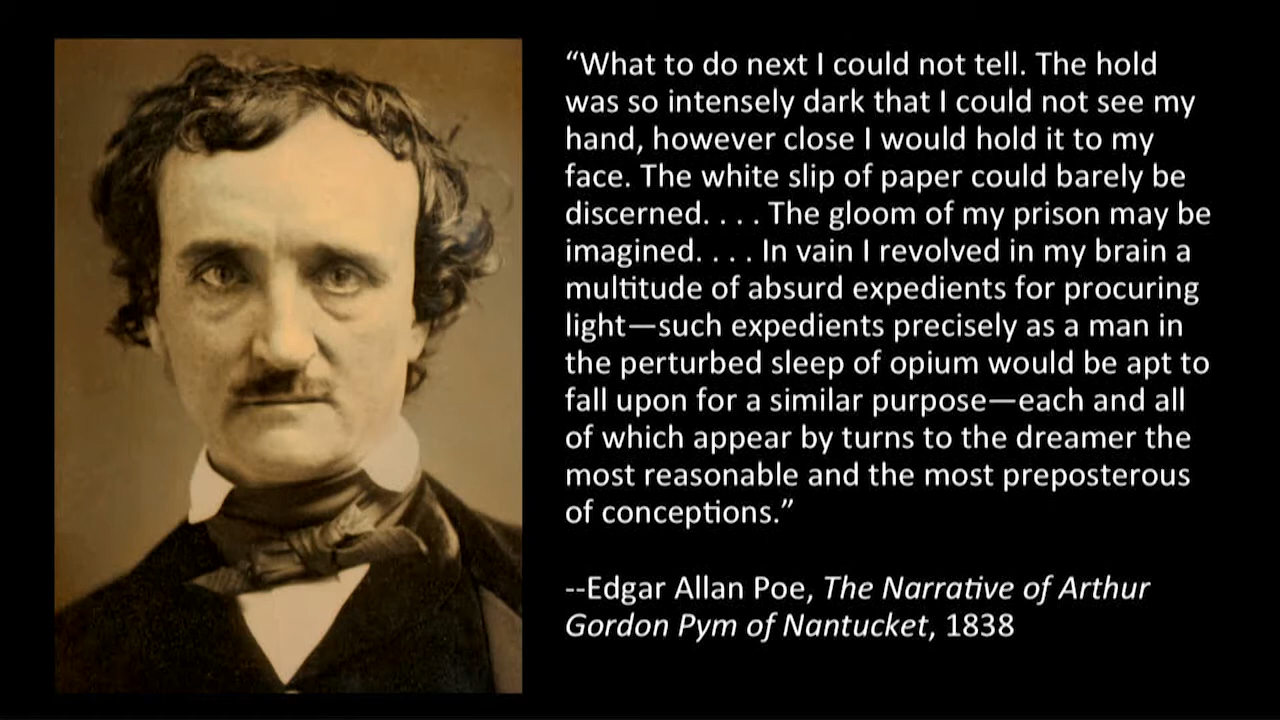 “What to do next I could not tell. The hold
was so intensely dark that I could not see my
hand, however close I would hold it to my
face. The white slip of paper could barely be
discerned. . . . The gloom of my prison may be
imagined. . . . In vain I revolved in my brain a
multitude of absurd expedients for procuring
light—such expedients precisely as a man in
the perturbed sleep of opium would be apt to
fall upon for a similar purpose—each and all
of which appear by turns to the dreamer the
most reasonable and the most preposterous
of conceptions.”
--Edgar Allan Poe, The Narrative of Arthur
Gordon Pym of Nantucket, 1838